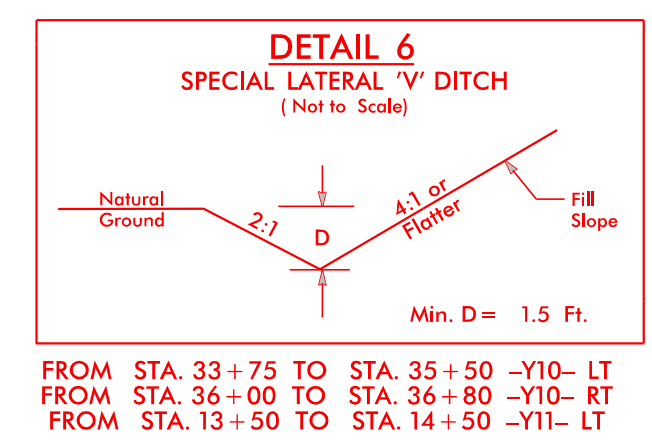 DETAIL 6
SPECIAL LATERAL 'V' DITCH
( Not to Scale)
Natural
Ground
2:1
D
4:1 or
Flatter
Fill
Slope
Min. D = 1.5 Ft.
FROM STA. 33+75 TO STA. 35+50 -Y10- LT
FROM STA. 36+00 TO STA. 36+80 -Y10- RT
FROM STA. 13+50 TO STA. 14+50 -Y11- LT